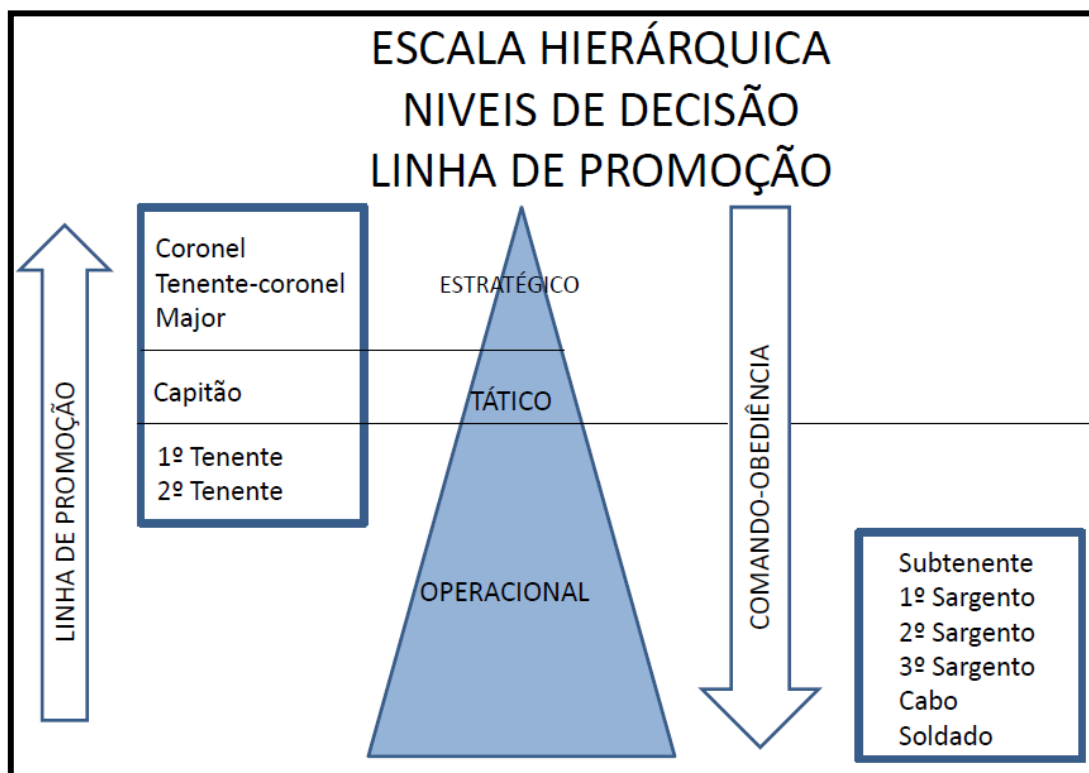 ESCALA HIERÁRQUICA
NIVEIS DE DECISÃO
LINHA DE PROMOÇÃO
LINHA DE PROMOÇÃO
Coronel
Tenente-coronel
Major
Capitão
1º Tenente
2º Tenente
ESTRATÉGICO
TÁTICO
OPERACIONAL
COMANDO-OBEDIÊNCIA
Subtenente
1º Sargento
2º Sargento
3º Sargento
Cabo
Soldado